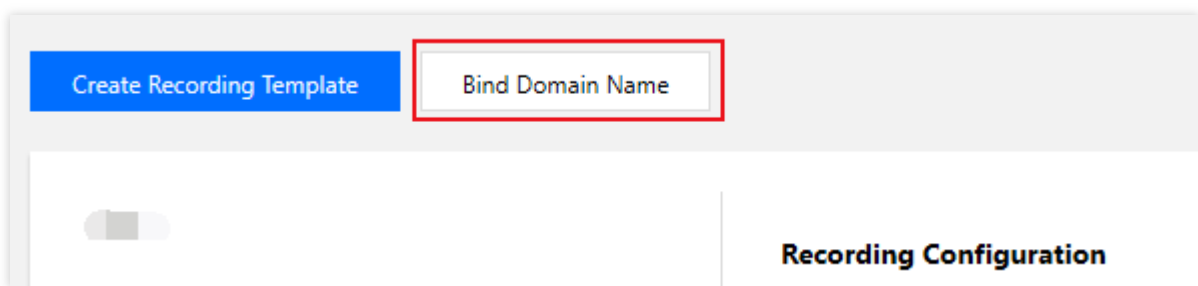 Create Recording Template
Bind Domain Name
Recording Configuration